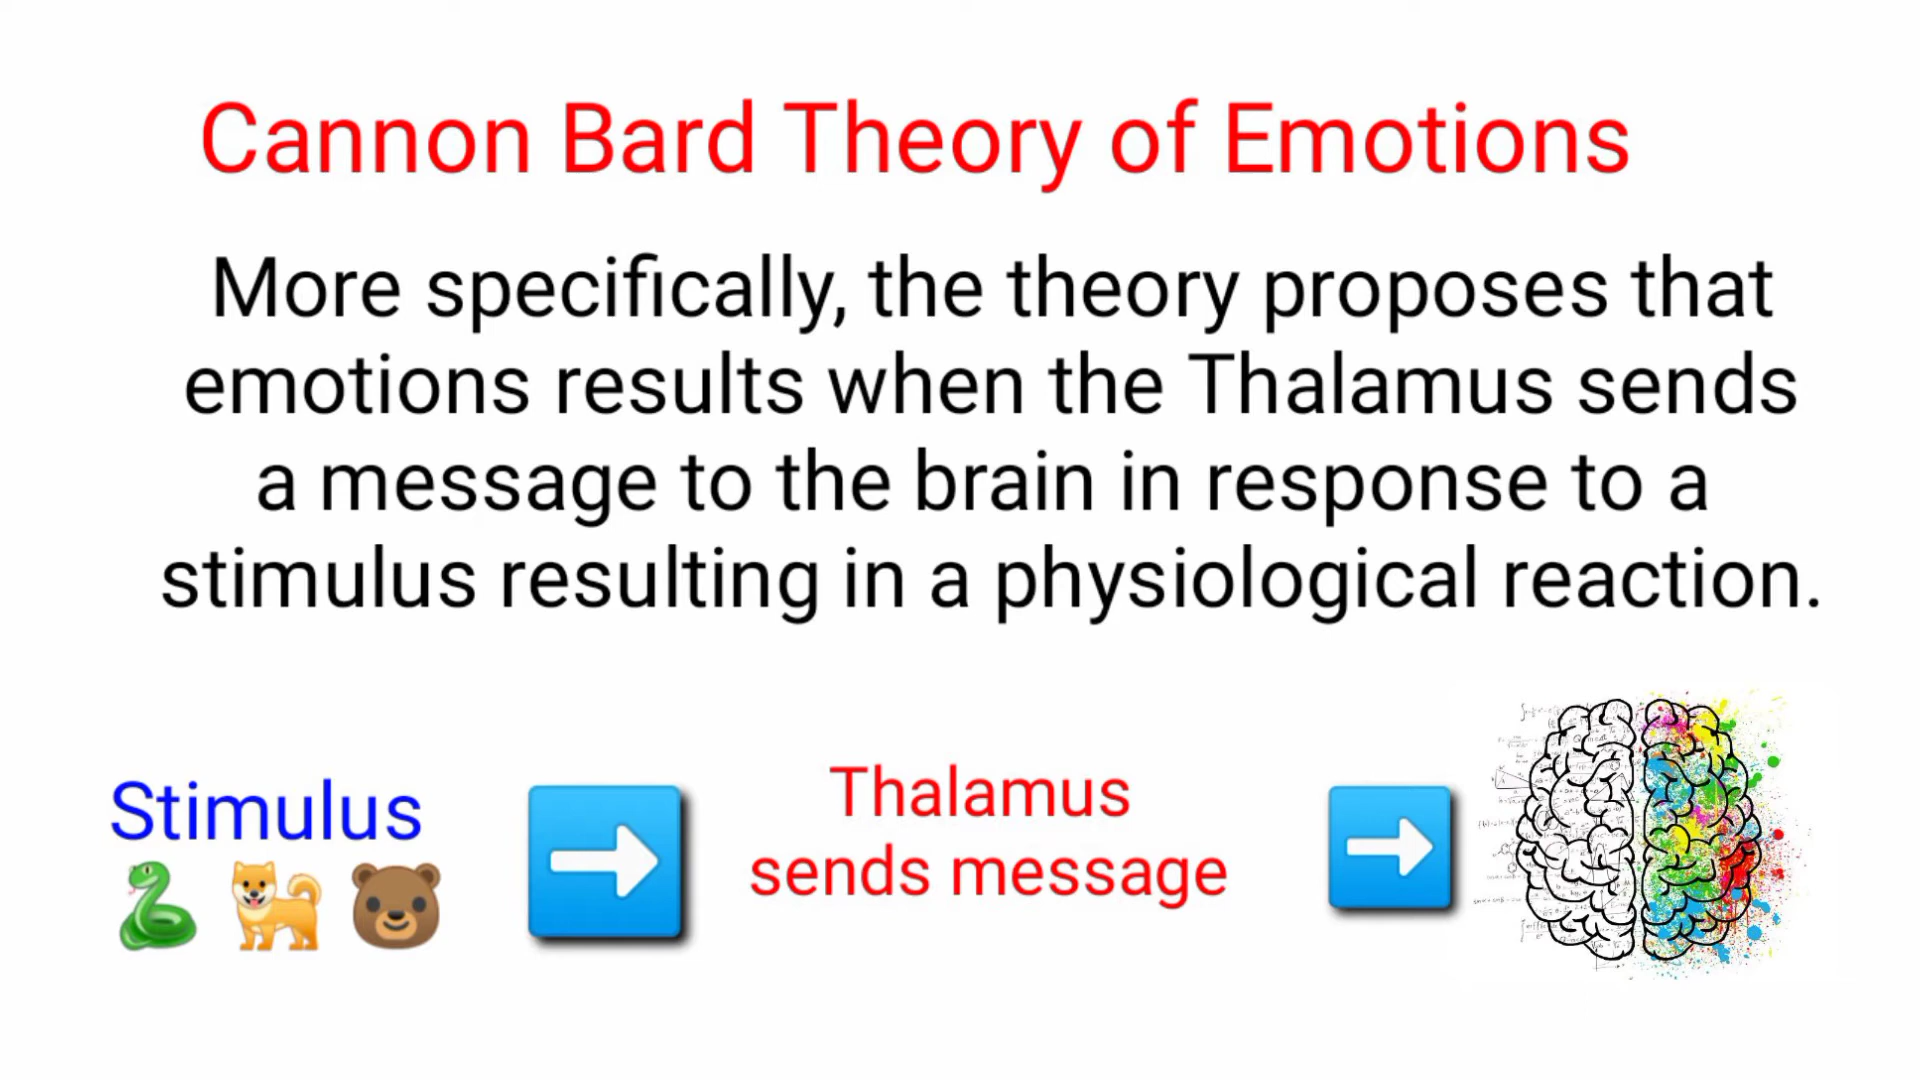 Cannon Bard Theory of Emotions
More specifically, the theory proposes that
emotions results when the Thalamus sends
a message to the brain in response to a
stimulus resulting in a physiological reaction.
Stimulus
Thalamus
sends message